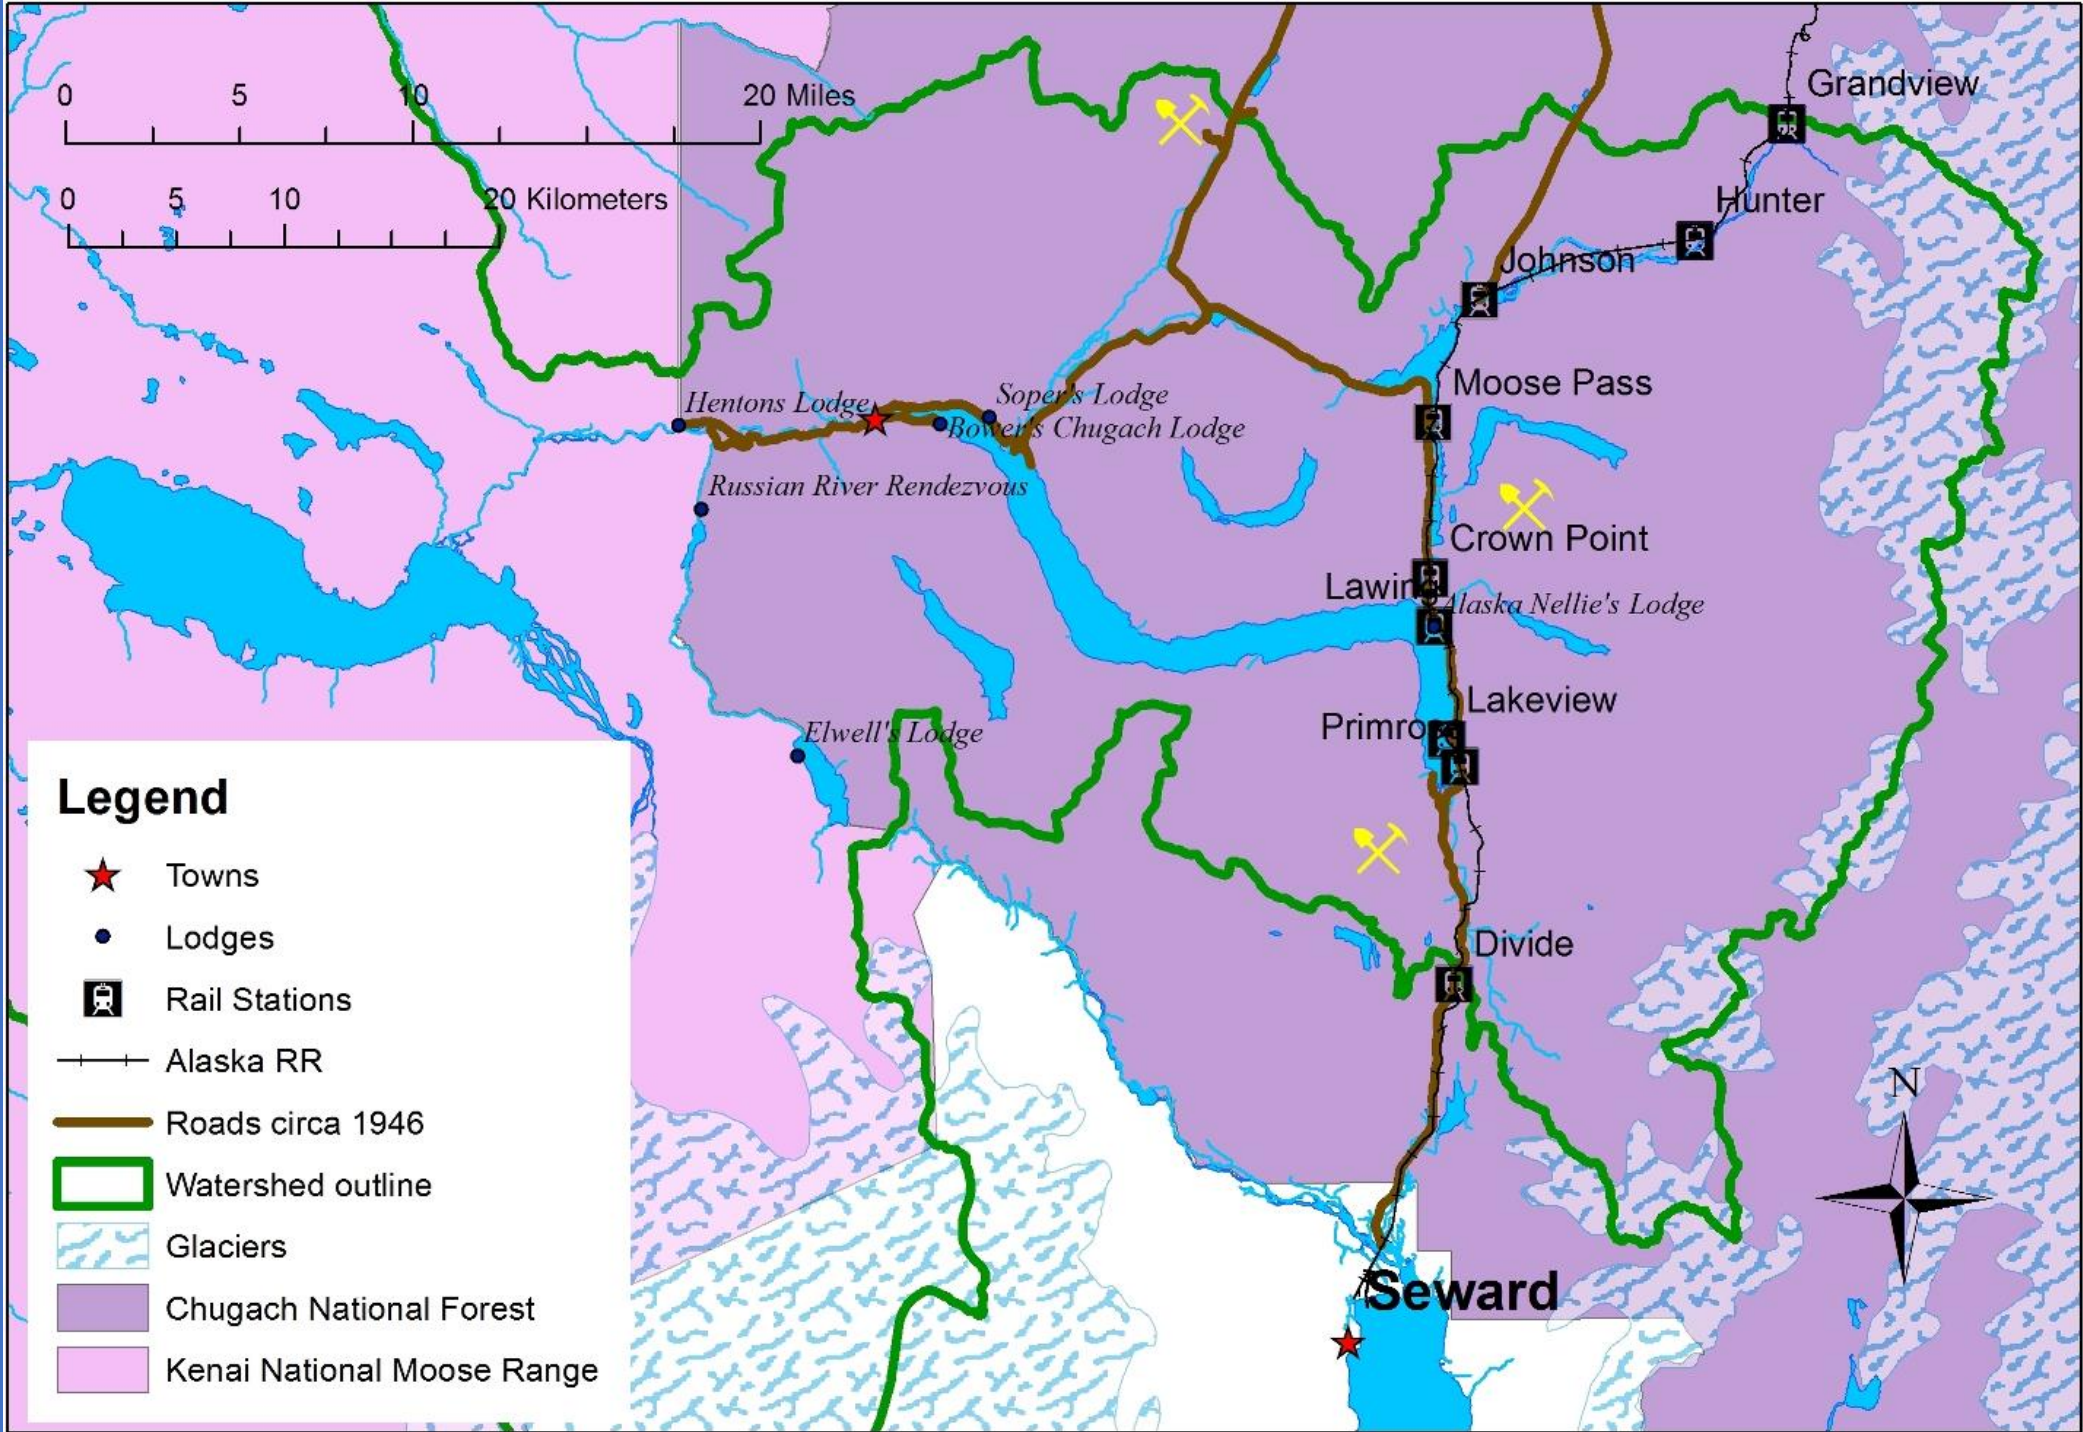 Grandview
0 5 10 20 Miles
Hunter
0 5 10 20 Kilometers
Johnson
Moose Pass
Hentons Lodge
Soper's Lodge
Bower's Chugach Lodge
Russian River Rendezvous
Crown Point
Lawing
Alaska Nellie's Lodge
Lakeview
Primros
Elwell's Lodge
Divide
Legend
Towns
Lodges
Rail Stations
Alaska RR
Roads circa 1946
Watershed outline
Glaciers
Chugach National Forest
Kenai National Moose Range
N
Seward